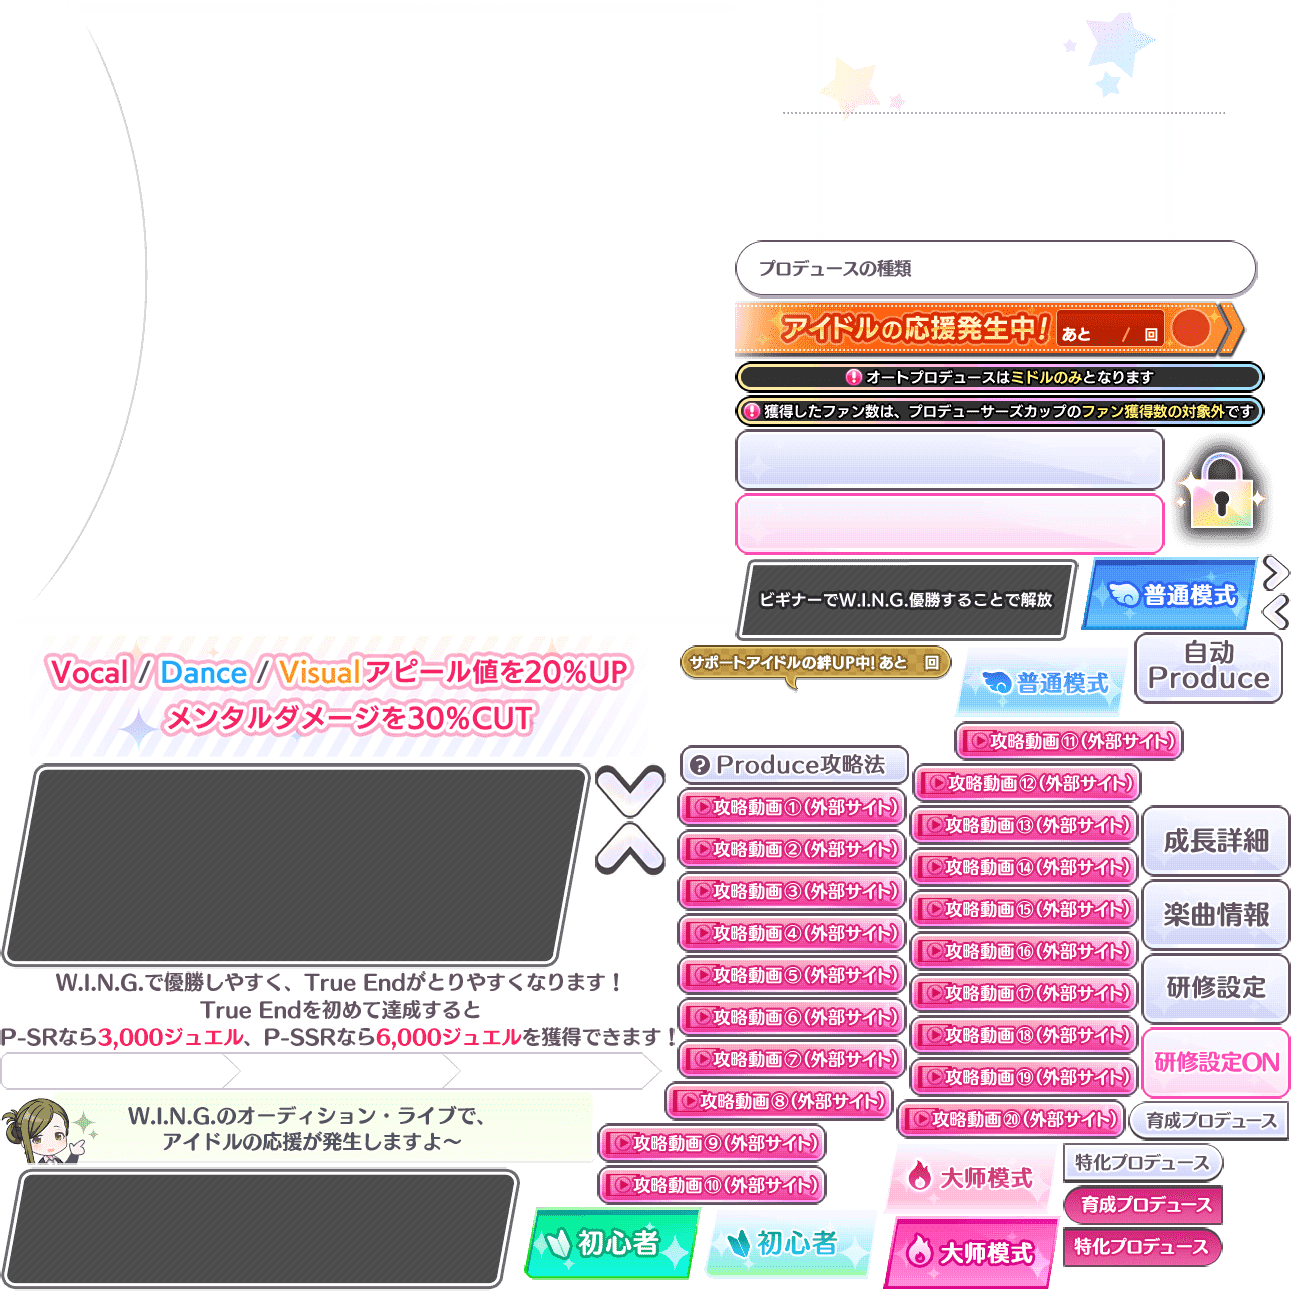 プロデュースの種類
アイドルの応援発生中! あと / 回
オートプロデュースはミドルのみとなります
獲得したファン数は、プロデューサーズカップのファン獲得数の対象外です
ビギナーでW.I.N.G.優勝することで解放
普通模式
サポートアイドルの絆UP中! あと 回
普通模式
自动
Produce
Vocal / Dance / Visualアピール値を20%UP
メンタルダメージを30%CUT
Produce攻略法
攻略動画①(外部サイト)
攻略動画②(外部サイト)
攻略動画③(外部サイト)
攻略動画④(外部サイト)
攻略動画⑤(外部サイト)
攻略動画⑥(外部サイト)
攻略動画⑦(外部サイト)
攻略動画⑧(外部サイト)
攻略動画⑨(外部サイト)
攻略動画⑩(外部サイト)
攻略動画⑪(外部サイト)
攻略動画⑫(外部サイト)
攻略動画⑬(外部サイト)
攻略動画⑭(外部サイト)
攻略動画⑮(外部サイト)
攻略動画⑯(外部サイト)
攻略動画⑰(外部サイト)
攻略動画⑱(外部サイト)
攻略動画⑲(外部サイト)
攻略動画⑳(外部サイト)
成長詳細
楽曲情報
研修設定
研修設定ON
育成プロデュース
特化プロデュース
育成プロデュース
特化プロデュース
W.I.N.G.で優勝しやすく、True Endがとりやすくなります!
True Endを初めて達成すると
P-SRなら3,000ジュエル、P-SSRなら6,000ジュエルを獲得できます!
W.I.N.G.のオーディション・ライブで、
アイドルの応援が発生しますよ〜
初心者
初心者
大师模式
大师模式